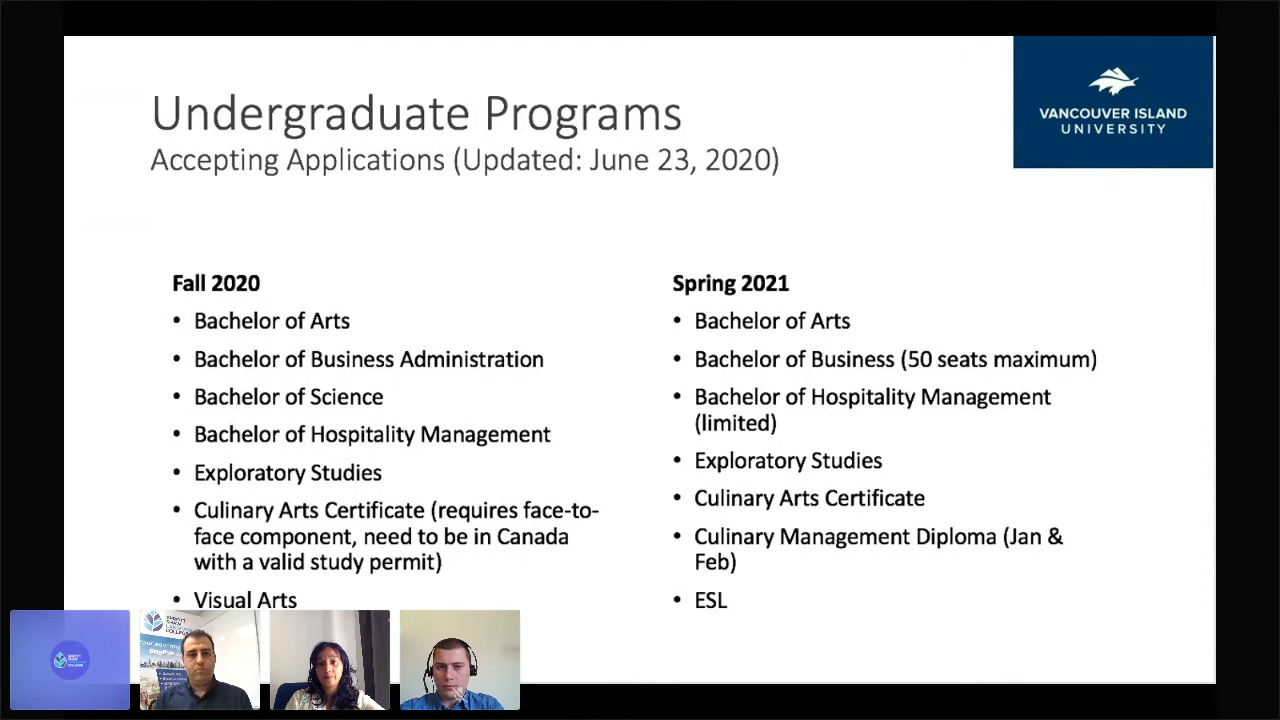 Undergraduate Programs
Accepting Applications (Updated: June 23, 2020)
VANCOUVER ISLAND
UNIVERSITY
Fall 2020
• Bachelor of Arts
• Bachelor of Business Administration
• Bachelor of Science
• Bachelor of Hospitality Management
• Exploratory Studies
• Culinary Arts Certificate (requires face-to-
face component, need to be in Canada
with a valid study permit)
• Visual Arts
Spring 2021
• Bachelor of Arts
• Bachelor of Business (50 seats maximum)
• Bachelor of Hospitality Management
(limited)
• Exploratory Studies
• Culinary Arts Certificate
• Culinary Management Diploma (Jan &
Feb)
• ESL